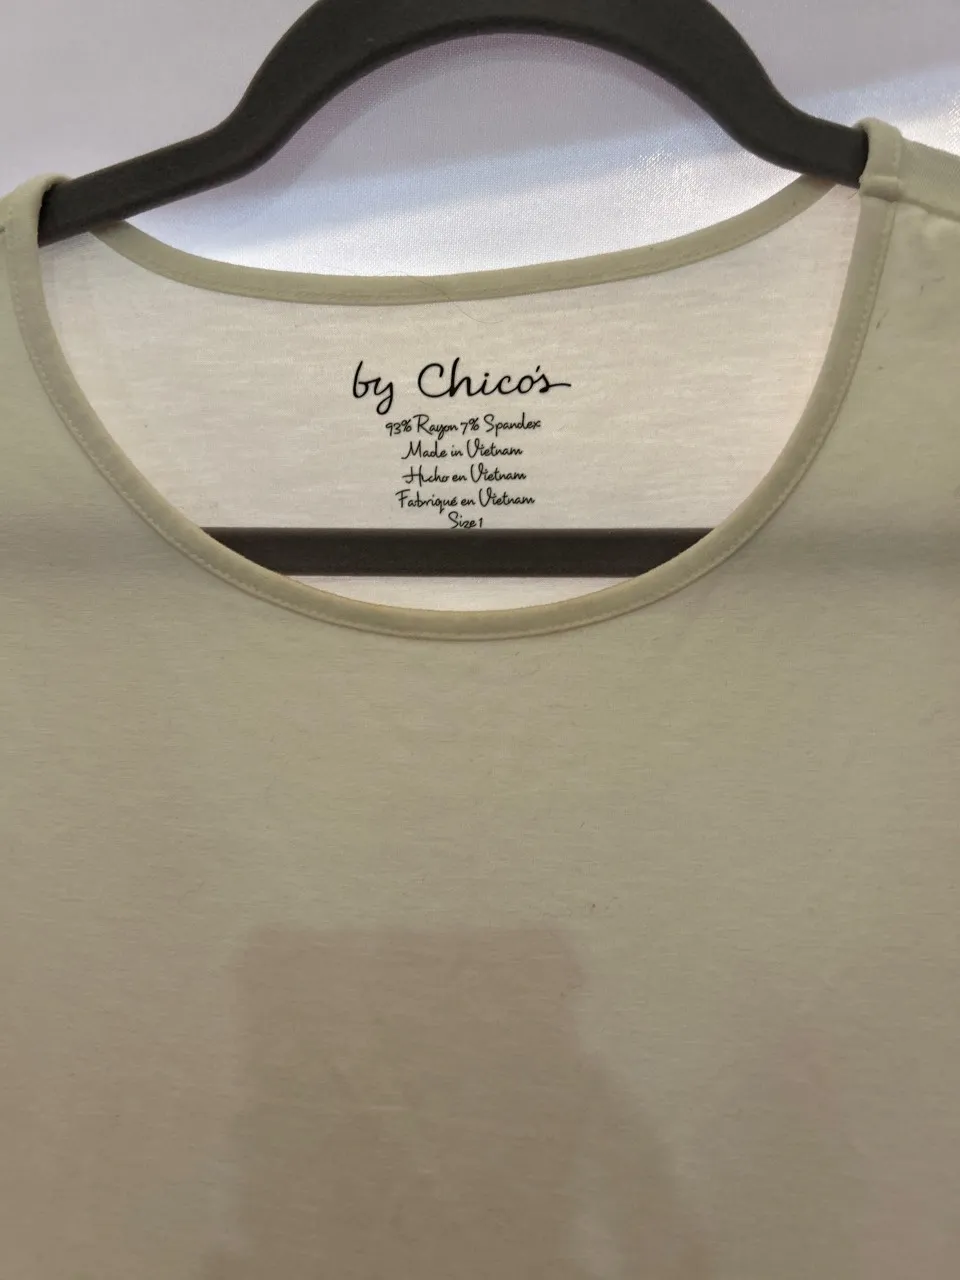 by Chico's
93% Rayon 7% Spandex
Made in Vietnam
Hecho en Vietnam
Fabriqué en Vietnam
Size 1